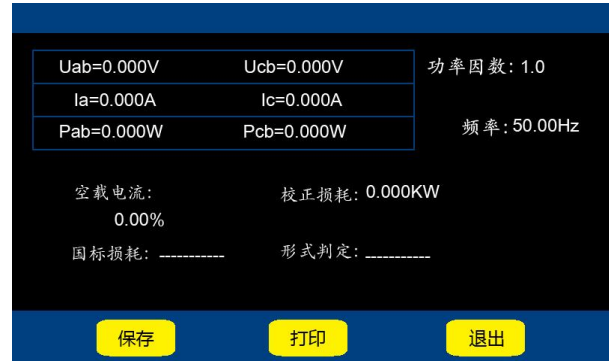 Uab=0.000V Ucb=0.000V 功率因数: 1.0
Ia=0.000A Ic=0.000A
Pab=0.000W Pcb=0.000W 频率: 50.00Hz
空载电流: 校正损耗: 0.000KW
0.00%
国标损耗: ----------- 形式判定: -----------
保存 打印 退出